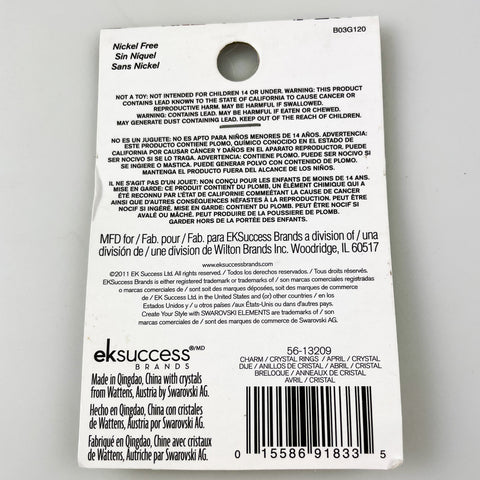 B03G120
Nickel Free
Sin Níquel
Sans Nickel
NOT A TOY: NOT INTENDED FOR CHILDREN 14 OR UNDER. WARNING: THIS PRODUCT
CONTAINS LEAD KNOWN TO THE STATE OF CALIFORNIA TO CAUSE CANCER OR
REPRODUCTIVE HARM. MAY BE HARMFUL IF SWALLOWED.
WARNING: CONTAINS LEAD. MAY BE HARMFUL IF EATEN OR CHEWED.
MAY GENERATE DUST CONTAINING LEAD. KEEP OUT OF THE REACH OF CHILDREN.
NO ES UN JUGUETE: NO ES APTO PARA NIÑOS MENORES DE 14 AÑOS. ADVERTENCIA:
ESTE PRODUCTO CONTIENE PLOMO, QUÍMICO CONOCIDO EN EL ESTADO DE
CALIFORNIA POR CAUSAR CÁNCER Y DAÑOS EN EL APARATO REPRODUCTOR. PUEDE
SER NOCIVO SI SE LO TRAGA. ADVERTENCIA: CONTIENE PLOMO. PUEDE SER NOCIVO SI
SE INGIERE O MASTICA. PUEDE GENERAR POLVO CON CONTENIDO DE PLOMO.
MANTENGA EL PRODUCTO FUERA DEL ALCANCE DE LOS NIÑOS.
IL NE S'AGIT PAS D'UN JOUET: NON CONÇU POUR LES ENFANTS DE MOINS DE 14 ANS.
MISE EN GARDE: CE PRODUIT CONTIENT DU PLOMB, UN ÉLÉMENT CHIMIQUE QUI A
ÉTÉ RECONNU PAR L'ÉTAT DE CALIFORNIE COMME ÉTANT LA CAUSE DE CANCER
AINSI QUE D'AUTRES CONSÉQUENCES NÉFASTES À LA REPRODUCTION. PEUT ÊTRE
NOCIF SI AVALÉ. MISE EN GARDE: CONTIENT DU PLOMB. PEUT ÊTRE NOCIF SI
AVALÉ OU MÂCHÉ. PEUT PRODUIRE DE LA POUSSIERE DE PLOMB.
GARDER HORS DE LA PORTÉE DES ENFANTS.
MFD for / Fab. pour / Fab. para EKSuccess Brands a division of / una
división de / une division de Wilton Brands Inc. Woodridge, IL 60517
www.eksuccessbrands.com
©2011 EK Success Ltd. All rights reserved. / Todos los derechos reservados. / Tous droits réservés.
EKSuccess Brands is either registered trademark or trademarks of / son marcas registradas
o marcas comerciales de / sont soit des marques déposées, soit des marques de commerce
de / EK Success Ltd. in the United States and (or) other countries / en los
Estados Unidos y / u otros países / aux États-Unis et/ou dans d'autres pays.
Create Your Style with SWAROVSKI ELEMENTS are trademarks of / son marcas
comerciales de / sont des marques de commerce de Swarovski AG.
eksuccess®/MD
BRANDS
Made in Qingdao, China with crystals
from Wattens, Austria by Swarovski AG.
Hecho en Qingdao, China con cristales
de Wattens, Austria por Swarovski AG.
Fabriqué en Qingdao, Chine avec cristaux
de Wattens, Autriche par Swarovski AG.
56-13209
CHARM / CRYSTAL RINGS / APRIL / CRYSTAL
DIJE / ANILLOS DE CRISTAL / ABRIL / CRISTAL
BRELOQUE / ANNEAUX DE CRISTAL
AVRIL / CRISTAL
0 15586 91833 5